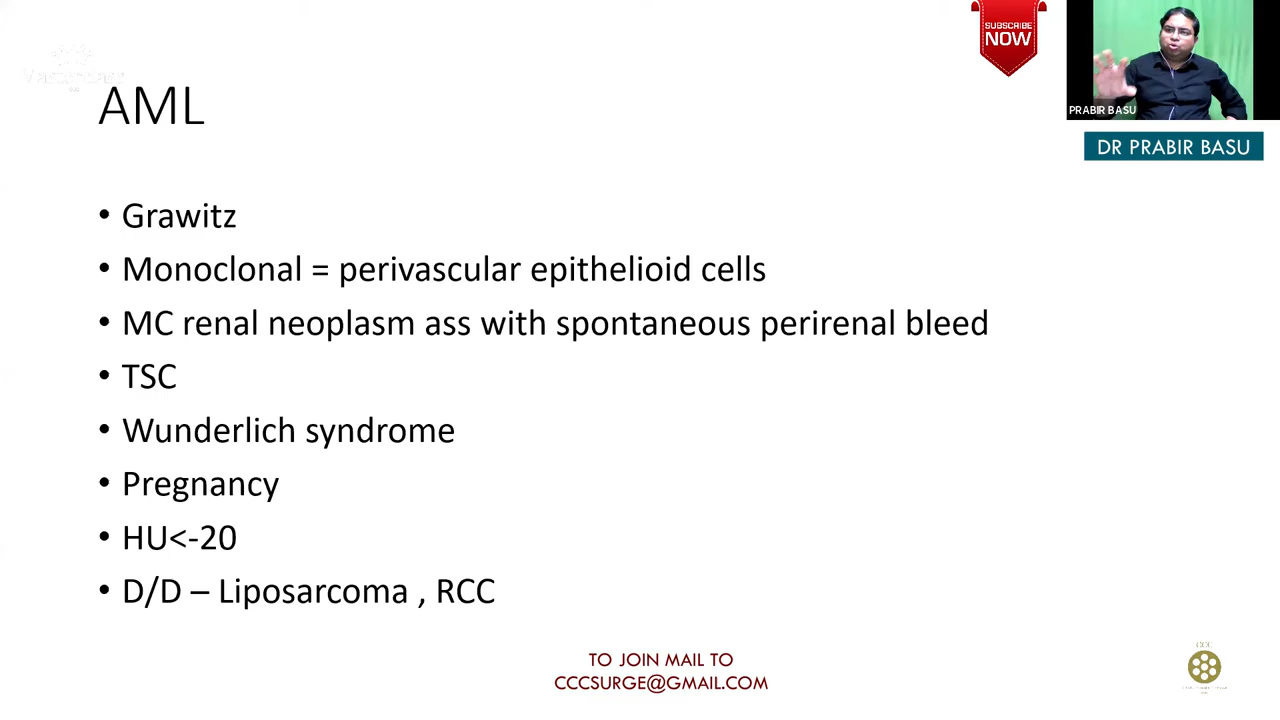 SUBSCRIBE
NOW
AML
PRABIR BASU
DR PRABIR BASU
• Grawitz
• Monoclonal = perivascular epithelioid cells
• MC renal neoplasm ass with spontaneous perirenal bleed
• TSC
• Wunderlich syndrome
• Pregnancy
• HU<-20
• D/D – Liposarcoma , RCC
TO JOIN MAIL TO
CCCSURGE@GMAIL.COM
CCC